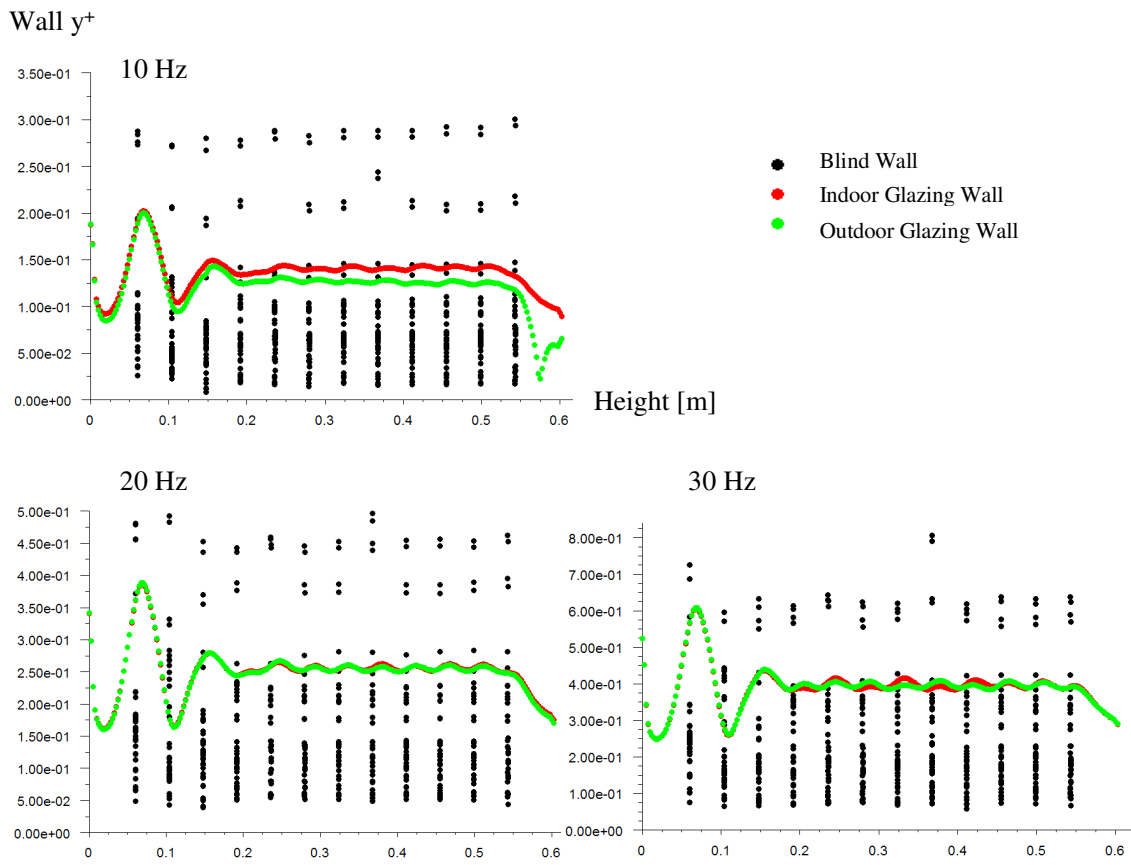 Wall y+
10 Hz
3.50e-01
3.00e-01
2.50e-01
2.00e-01
1.50e-01
1.00e-01
5.00e-02
0.00e+00
0 0.1 0.2 0.3 0.4 0.5 0.6
Height [m]
Blind Wall
Indoor Glazing Wall
Outdoor Glazing Wall
20 Hz
5.00e-01
4.50e-01
4.00e-01
3.50e-01
3.00e-01
2.50e-01
2.00e-01
1.50e-01
1.00e-01
5.00e-02
0.00e+00
0 0.1 0.2 0.3 0.4 0.5 0.6
30 Hz
8.00e-01
7.00e-01
6.00e-01
5.00e-01
4.00e-01
3.00e-01
2.00e-01
1.00e-01
0.00e+00
0 0.1 0.2 0.3 0.4 0.5 0.6